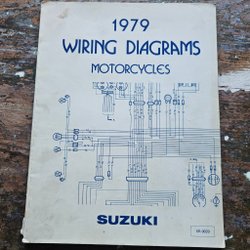 1979
WIRING DIAGRAMS
MOTORCYCLES
SUZUKI